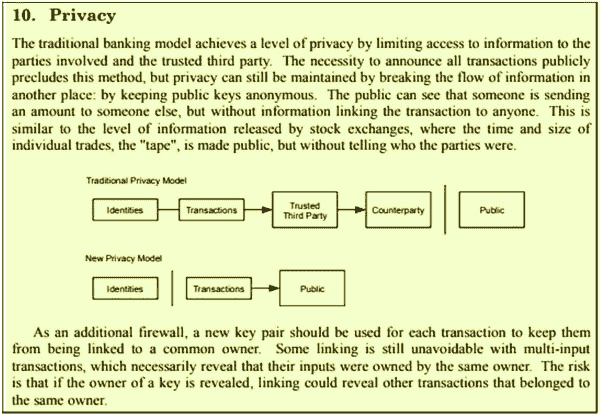 10. Privacy
The traditional banking model achieves a level of privacy by limiting access to information to the
parties involved and the trusted third party. The necessity to announce all transactions publicly
precludes this method, but privacy can still be maintained by breaking the flow of information in
another place: by keeping public keys anonymous. The public can see that someone is sending
an amount to someone else, but without information linking the transaction to anyone. This is
similar to the level of information released by stock exchanges, where the time and size of
individual trades, the "tape", is made public, but without telling who the parties were.
Traditional Privacy Model
Identities Transactions Trusted Third Party Counterparty Public
New Privacy Model
Identities Transactions Public
As an additional firewall, a new key pair should be used for each transaction to keep them
from being linked to a common owner. Some linking is still unavoidable with multi-input
transactions, which necessarily reveal that their inputs were owned by the same owner. The risk
is that if the owner of a key is revealed, linking could reveal other transactions that belonged to
the same owner.